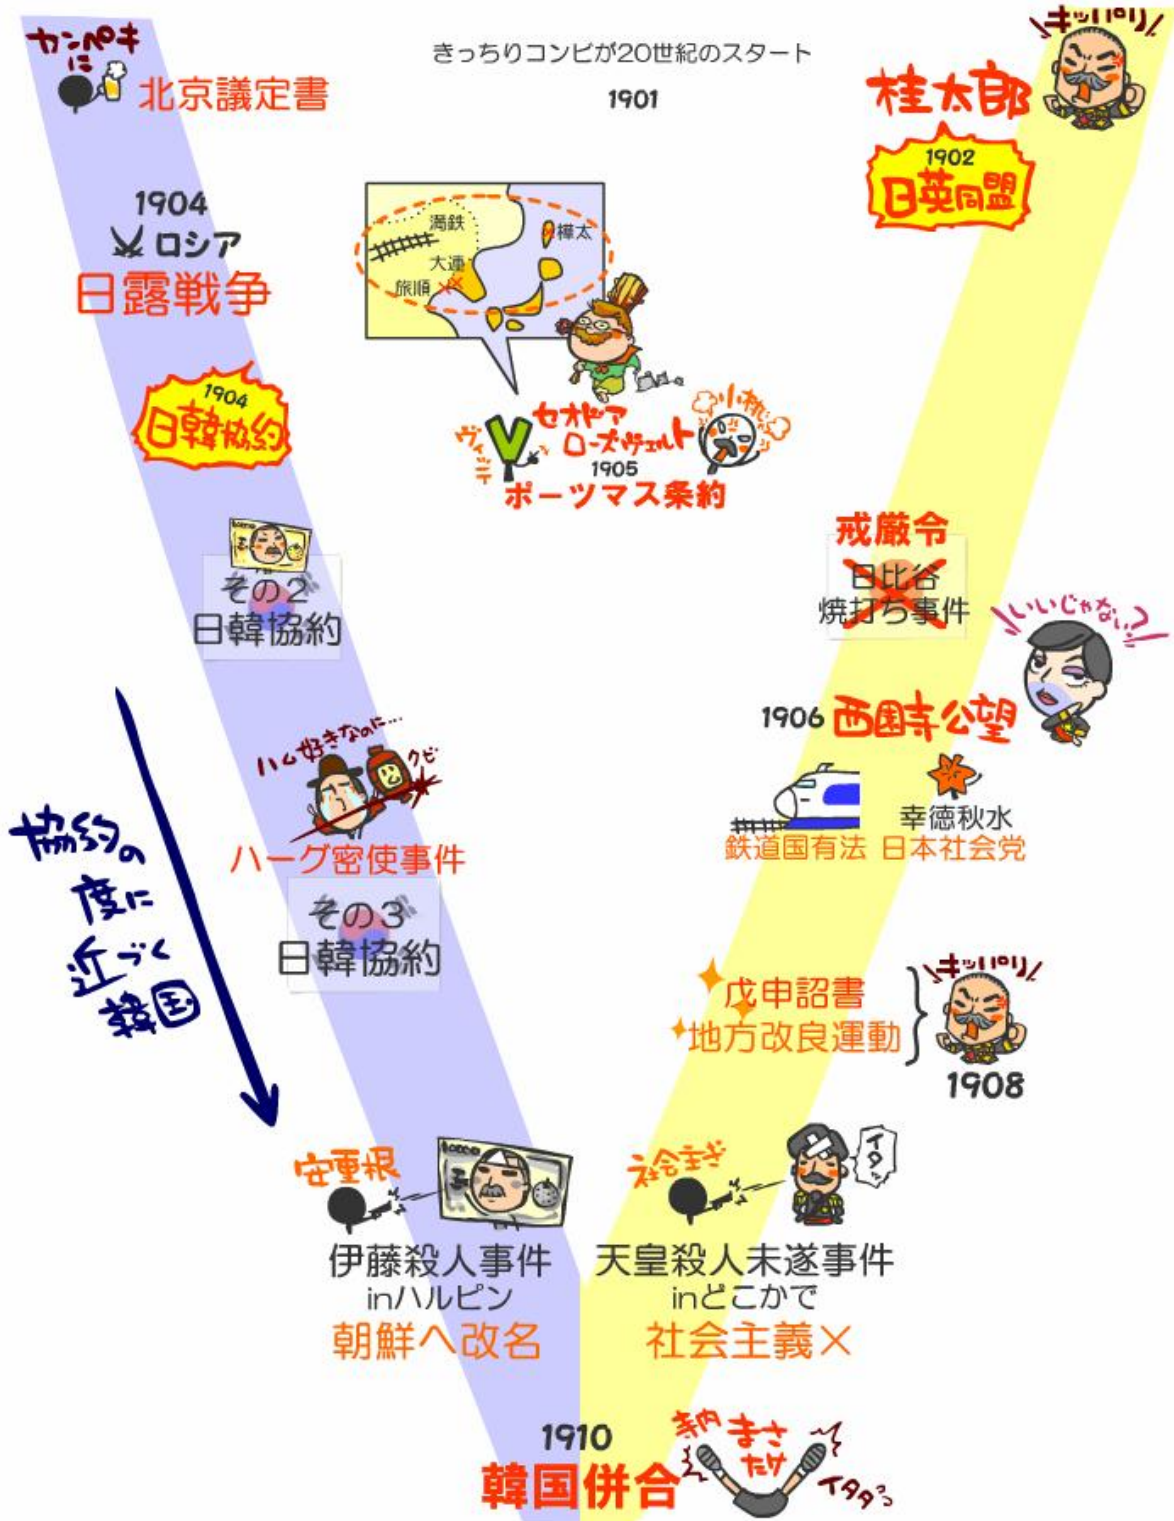 カンペキ
に
北京議定書
きっちりコンビが20世紀のスタート
1901
キッパリ!
桂太郎
1902
日英同盟
1904
ロシア
日露戦争
満鉄
樺太
大連
旅順
1904
日韓協約
ヴィッテ
セオドア
ローズヴェルト
小村じゃ
1905
ポーツマス条約
その2
日韓協約
戒厳令
日比谷
焼打ち事件
いいじゃない?
1906 西園寺公望
ハム好きなのに…
クビ
ハーグ密使事件
鉄道国有法
幸徳秋水
日本社会党
その3
日韓協約
協約の
度に
近づく
韓国
戊申詔書
地方改良運動
キッパリ!
1908
安重根
伊藤殺人事件
inハルピン
朝鮮へ改名
社会主ぎ
イタッ
天皇殺人未遂事件
inどこかで
社会主義×
1910
韓国併合
寺内
まさ
たけ
イタタ